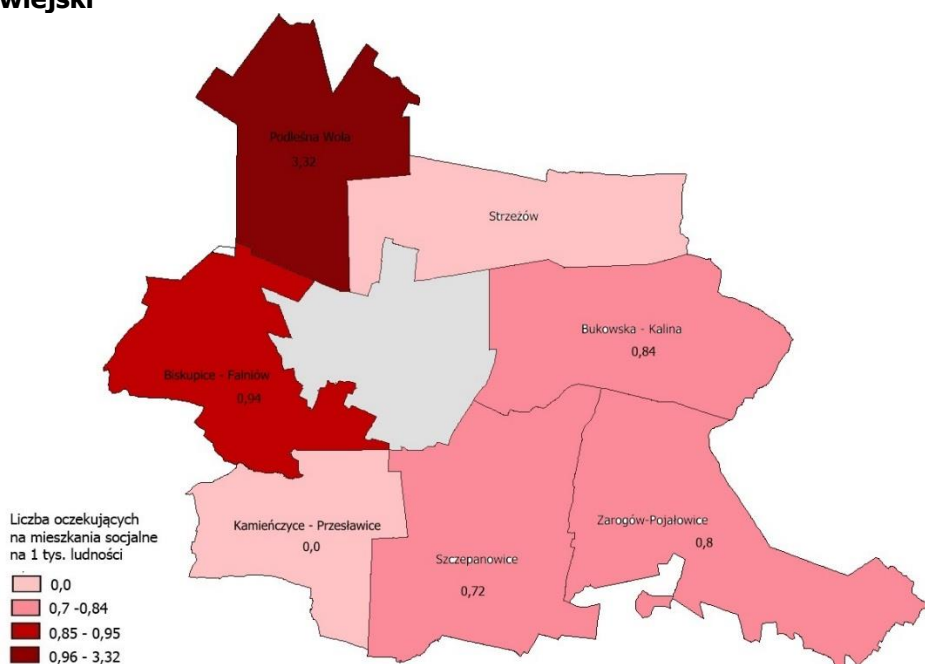 wiejski
Podleśna Wola
3,32
Strzeżów
Bukowska - Kalina
0,84
Biskupice - Falniów
0,94
Kamieńczyce - Przesławice
0,0
Szczepanowice
0,72
Zarogów-Pojałowice
0,8
Liczba oczekujących
na mieszkania socjalne
na 1 tys. ludności
0,0
0,7 -0,84
0,85 - 0,95
0,96 - 3,32